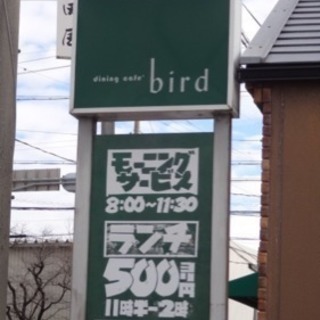 dining cafe' bird
モーニング
サービス
8:00～11:30
ランチ
500円
11時半～2時